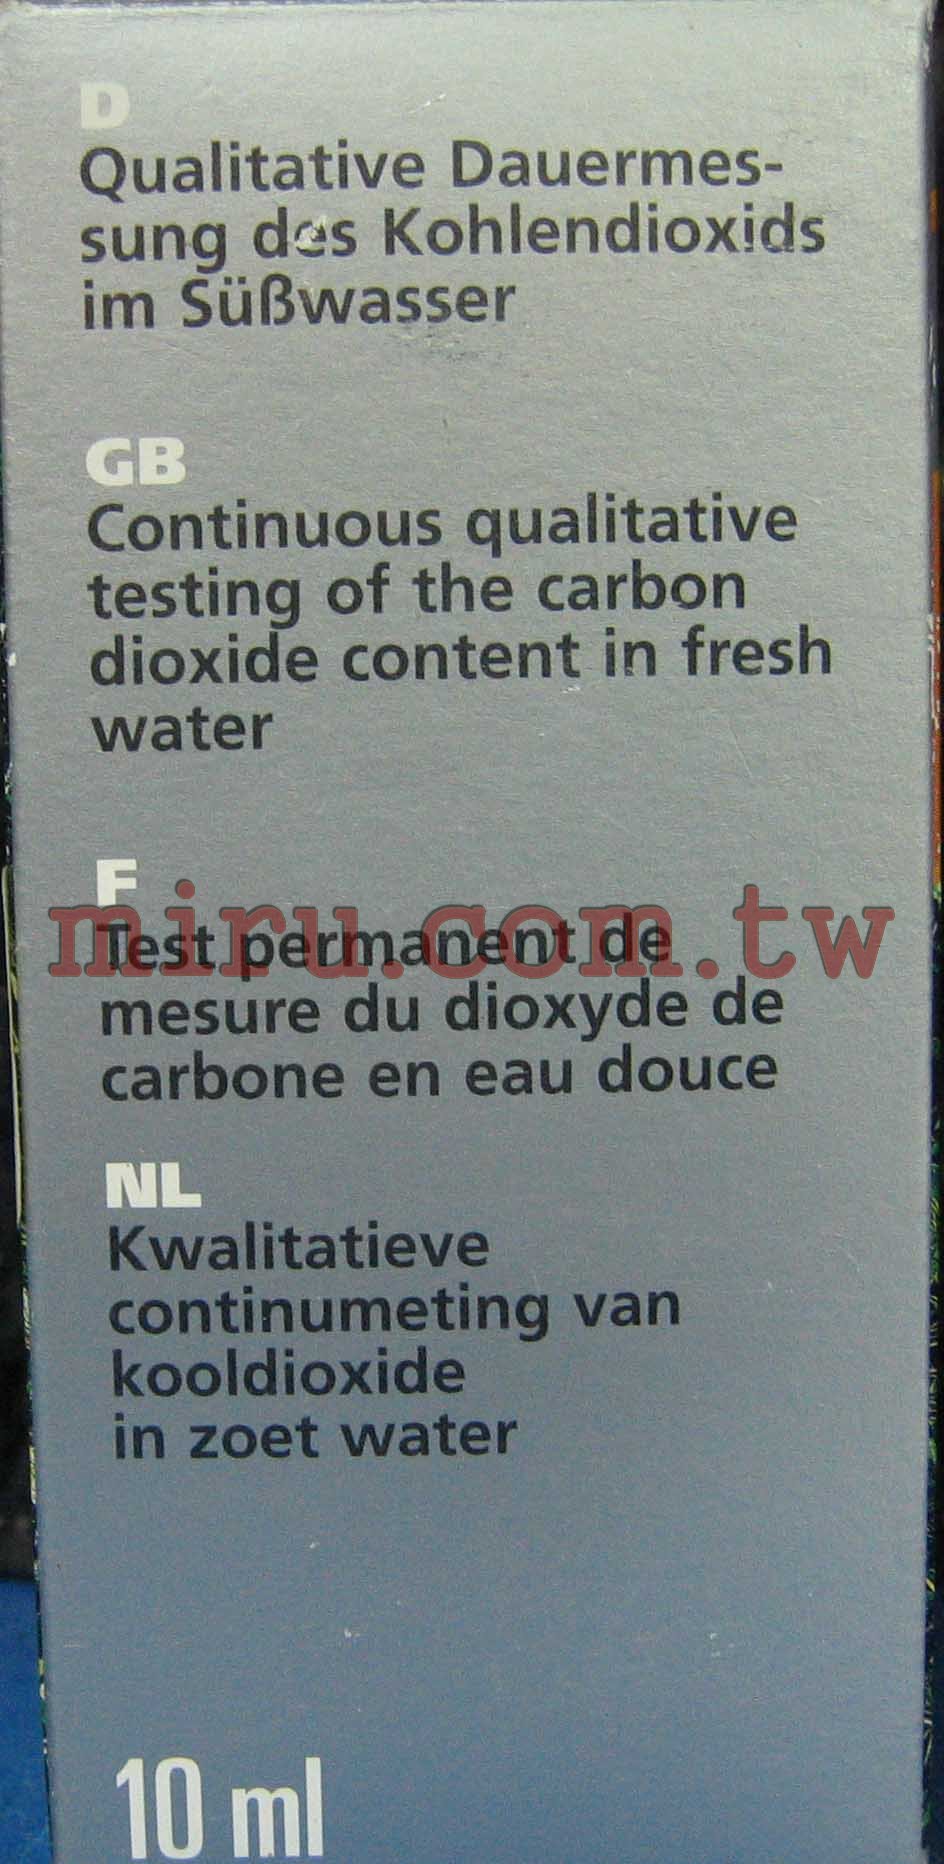 D
Qualitative Dauermes-
sung des Kohlendioxids
im Süßwasser
GB
Continuous qualitative
testing of the carbon
dioxide content in fresh
water
F
Test permanent de
miru.com.tw
mesure du dioxyde de
carbone en eau douce
NL
Kwalitatieve
continumeting van
kooldioxide
in zoet water
10 ml